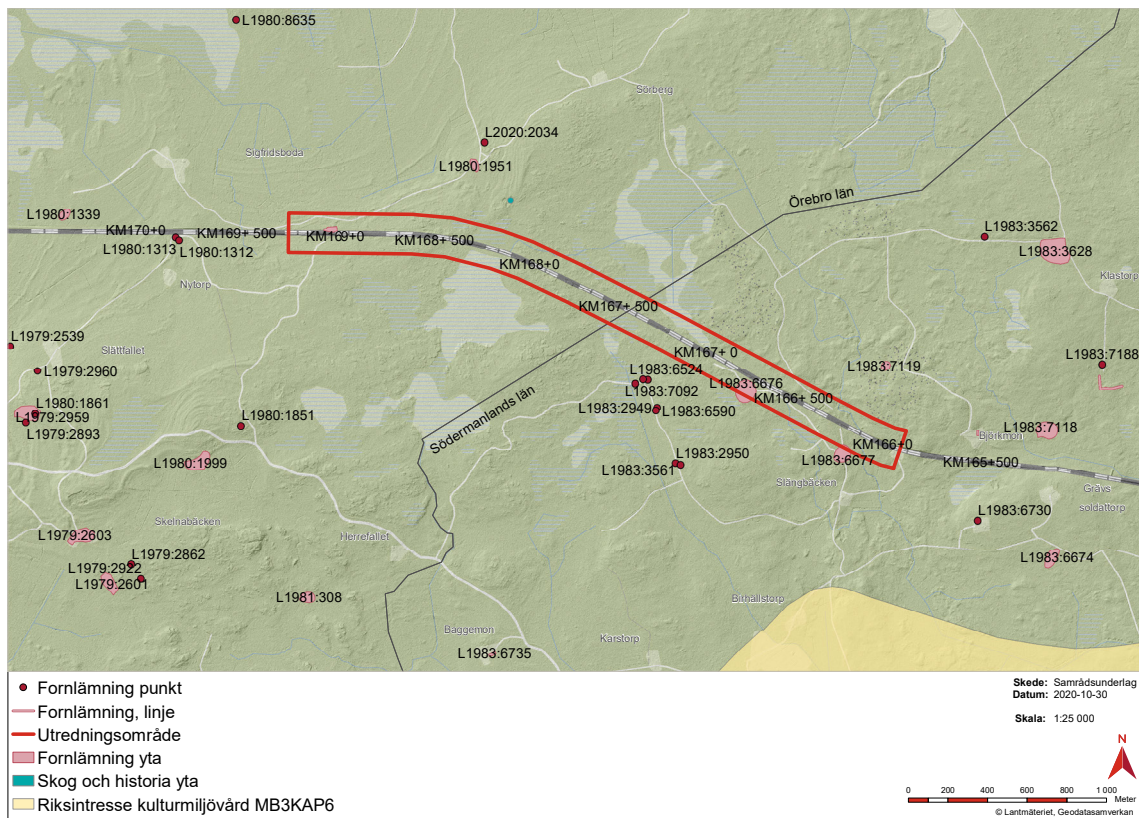 L1980:8635
Sörberg
L2020:2034
Sigfridsboda
L1980:1951
Örebro län
L1980:1339
KM170+0
KM169+ 500
KM169+0
KM168+ 500
L1983:3562
L1980:1313
L1980:1312
L1983:3628
KM168+0
Klastorp
Nytorp
KM167+ 500
L1979:2539
Slättfallet
KM167+ 0
L1979:2960
L1983:6524
L1983:7119
L1983:7188
L1983:6676
L1983:7092
KM166+ 500
L1980:1861
L1983:2949
L1983:6590
L1979:2959
L1980:1851
L1979:2893
Södermanlands län
L1983:7118
Björkmon
KM166+0
L1983:2950
L1983:6677
KM165+500
L1980:1999
L1983:3561
Slängbäcken
Grävs
soldattorp
Skelnabäcken
L1983:6730
Herrefallet
L1979:2603
L1979:2862
L1983:6674
L1979:2922
L1979:2601
L1981:308
Birhällstorp
Baggemon
Karstorp
L1983:6735
Fornlämning punkt
Fornlämning, linje
Utredningsområde
Fornlämning yta
Skog och historia yta
Riksintresse kulturmiljövård MB3KAP6
Skede: Samrådsunderlag
Datum: 2020-10-30
Skala: 1:25 000
N
0 200 400 600 800 1 000
Meter
© Lantmäteriet, Geodatasamverkan